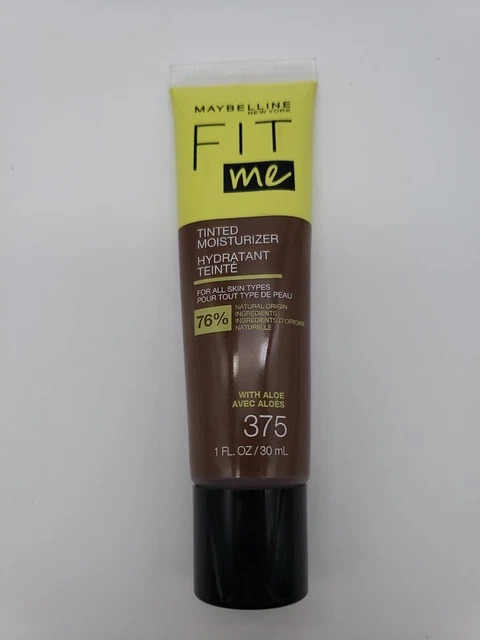 MAYBELLINE
NEW YORK
FIT
me
TINTED
MOISTURIZER
HYDRATANT
TEINTÉ
FOR ALL SKIN TYPES
POUR TOUT TYPE DE PEAU
76%
NATURAL ORIGIN
INGREDIENTS
INGRÉDIENTS D'ORIGINE
NATURELLE
WITH ALOE
AVEC ALOÈS
375
1 FL. OZ / 30 mL